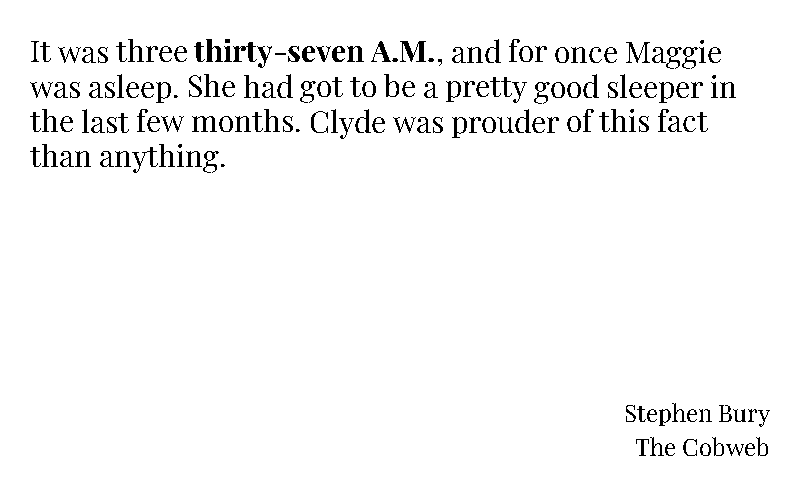 It was three thirty-seven A.M., and for once Maggie
was asleep. She had got to be a pretty good sleeper in
the last few months. Clyde was prouder of this fact
than anything.
Stephen Bury
The Cobweb